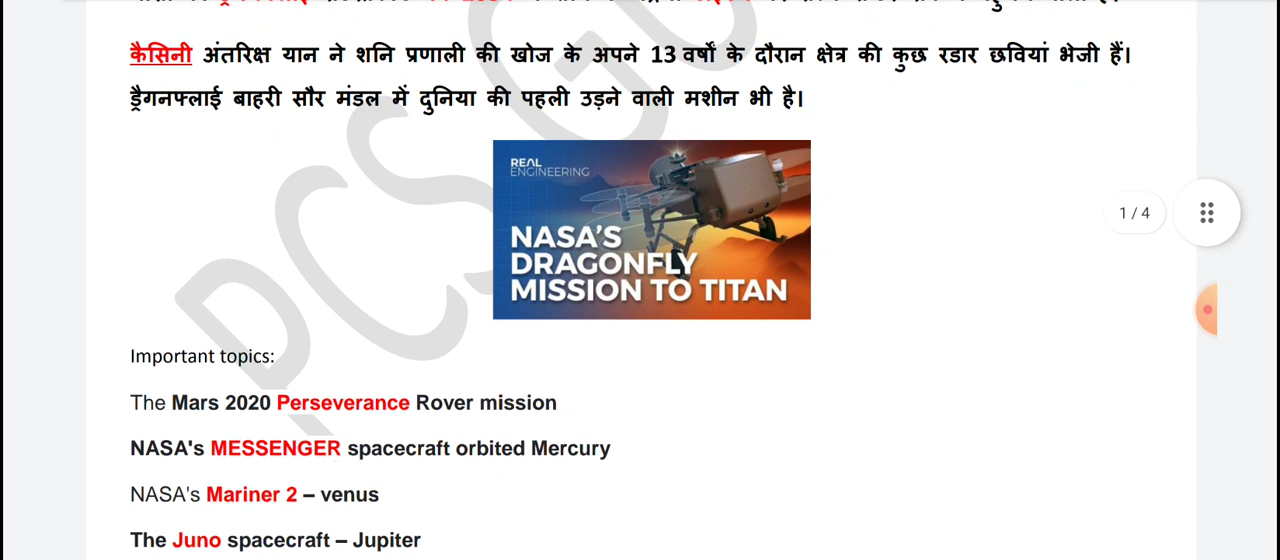 कैसिनी अंतरिक्ष यान ने शनि प्रणाली की खोज के अपने 13 वर्षों के दौरान क्षेत्र की कुछ रडार छवियां भेजी हैं।
ड्रैगनफ्लाई बाहरी सौर मंडल में दुनिया की पहली उड़ने वाली मशीन भी है।
REAL
ENGINEERING
NASA'S
DRAGONFLY
MISSION TO TITAN
1 / 4
Important topics:
The Mars 2020 Perseverance Rover mission
NASA's MESSENGER spacecraft orbited Mercury
NASA's Mariner 2 – venus
The Juno spacecraft – Jupiter
PCS